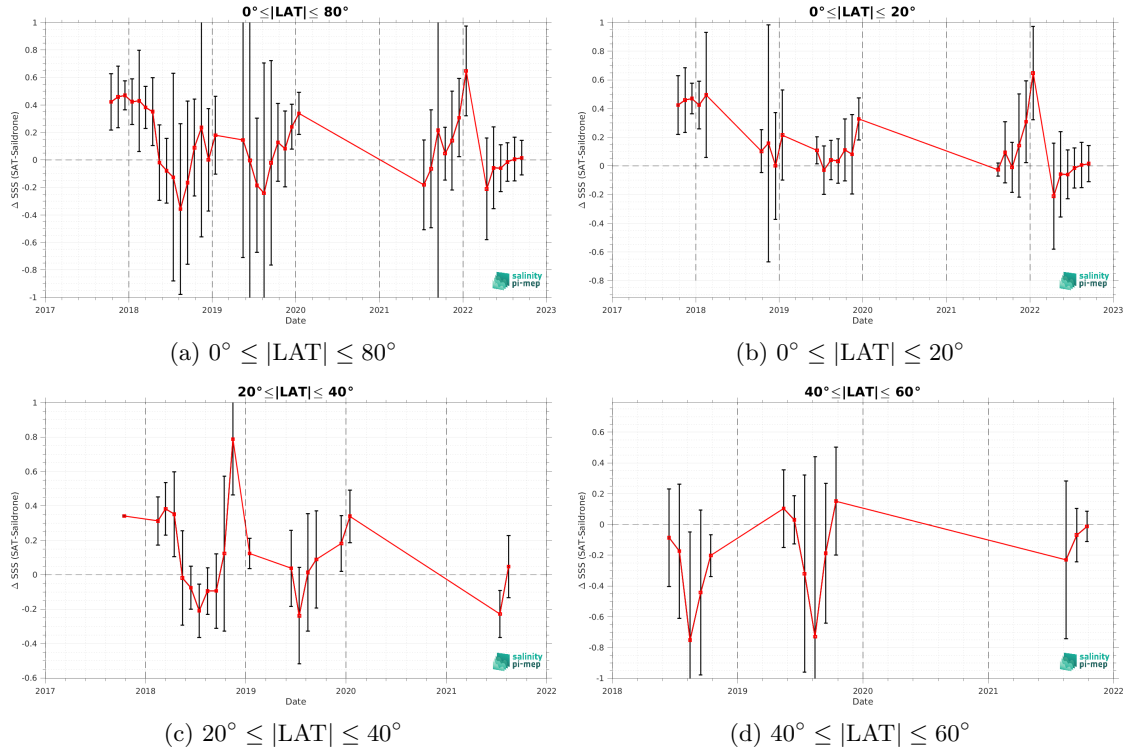 0°≤|LAT|≤ 80°
1
0.8
0.6
0.4
0.2
0
-0.2
-0.4
-0.6
-0.8
-1
Δ SSS (SAT-Saildrone)
2017
2018
2019
2020
2021
2022
2023
Date
salinity
pi-mep
(a) 0° ≤ |LAT| ≤ 80°
0°≤|LAT|≤ 20°
1
0.8
0.6
0.4
0.2
0
-0.2
-0.4
-0.6
-0.8
Δ SSS (SAT-Saildrone)
2017
2018
2019
2020
2021
2022
2023
Date
salinity
pi-mep
(b) 0° ≤ |LAT| ≤ 20°
20°≤|LAT|≤ 40°
1
0.8
0.6
0.4
0.2
0
-0.2
-0.4
-0.6
Δ SSS (SAT-Saildrone)
2017
2018
2019
2020
2021
2022
Date
salinity
pi-mep
(c) 20° ≤ |LAT| ≤ 40°
40°≤|LAT|≤ 60°
0.6
0.4
0.2
0
-0.2
-0.4
-0.6
-0.8
-1
Δ SSS (SAT-Saildrone)
2018
2019
2020
2021
2022
Date
salinity
pi-mep
(d) 40° ≤ |LAT| ≤ 60°